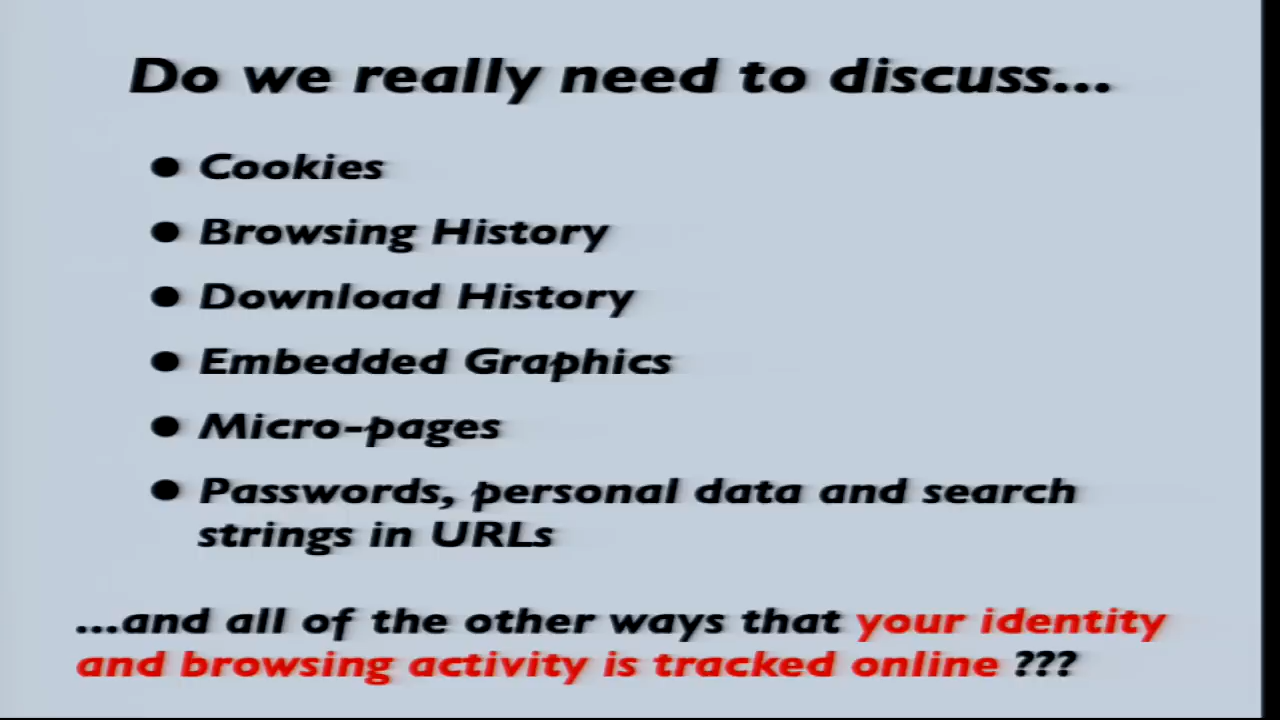 Do we really need to discuss...
● Cookies
● Browsing History
● Download History
● Embedded Graphics
● Micro-pages
● Passwords, personal data and search
strings in URLs
...and all of the other ways that your identity
and browsing activity is tracked online ???